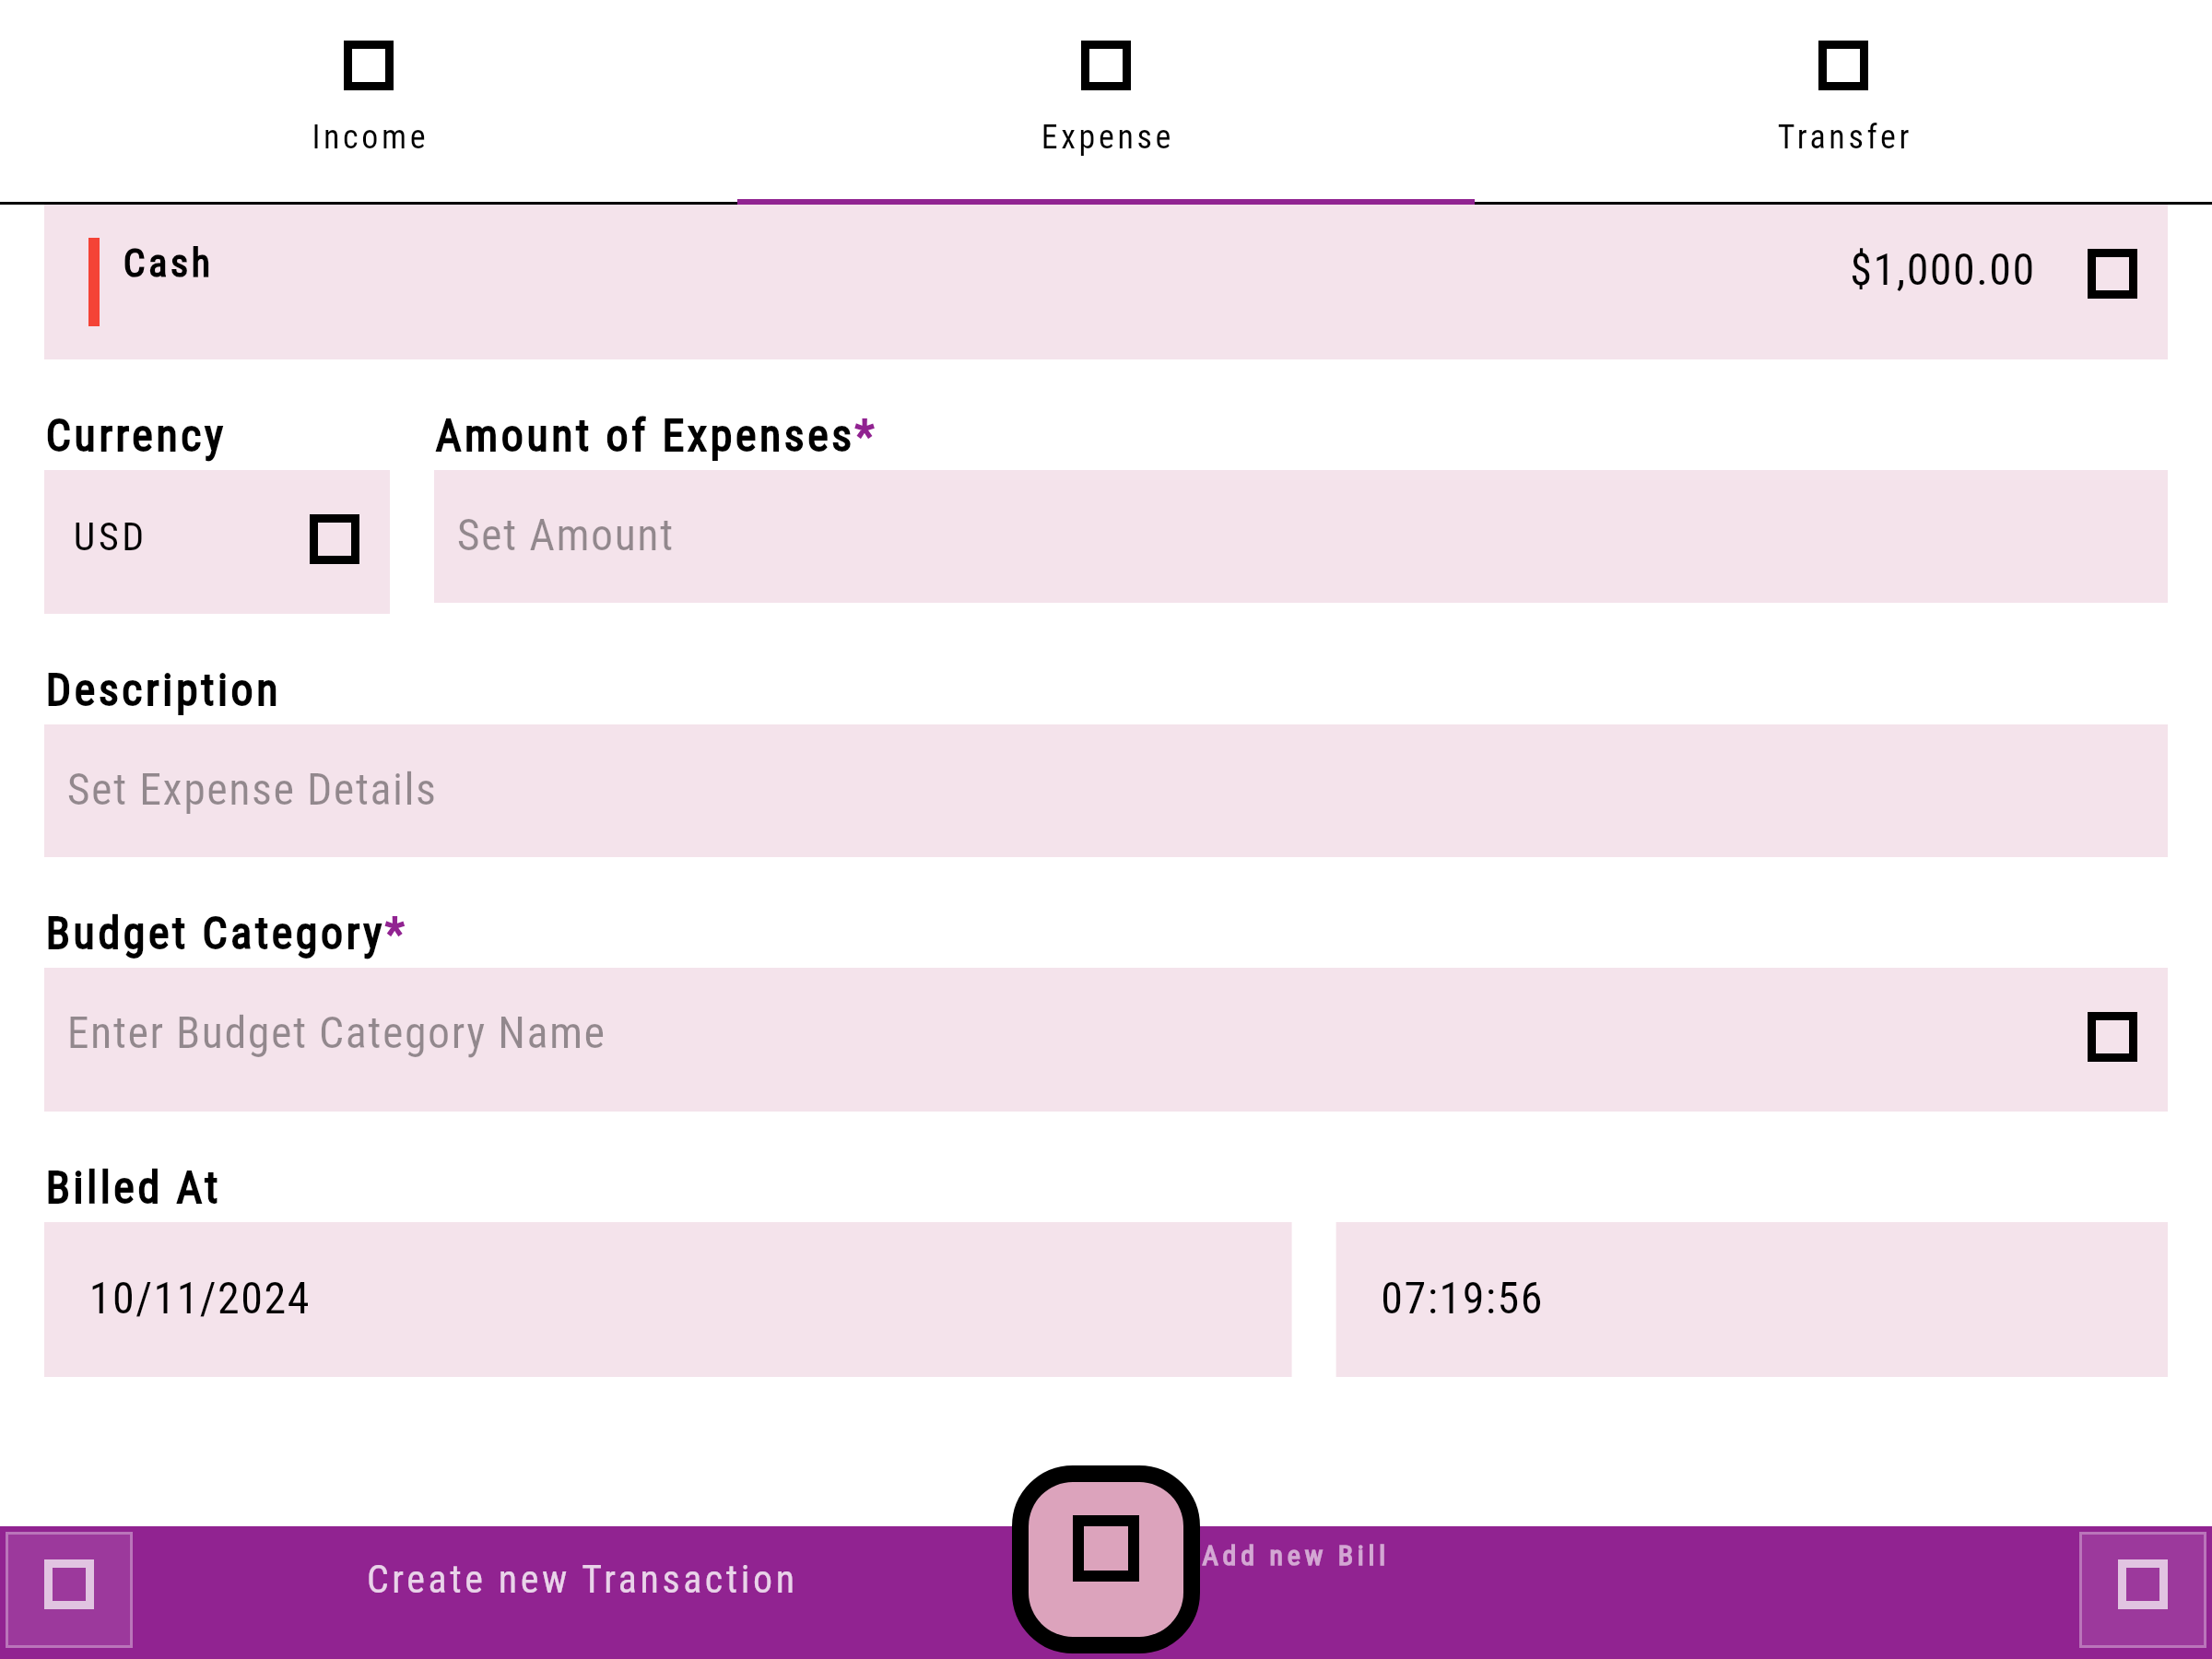 Income
Expense
Transfer
Cash
$1,000.00
Currency
Amount of Expenses*
USD
Set Amount
Description
Set Expense Details
Budget Category*
Enter Budget Category Name
Billed At
10/11/2024
07:19:56
Create new Transaction
Add new Bill